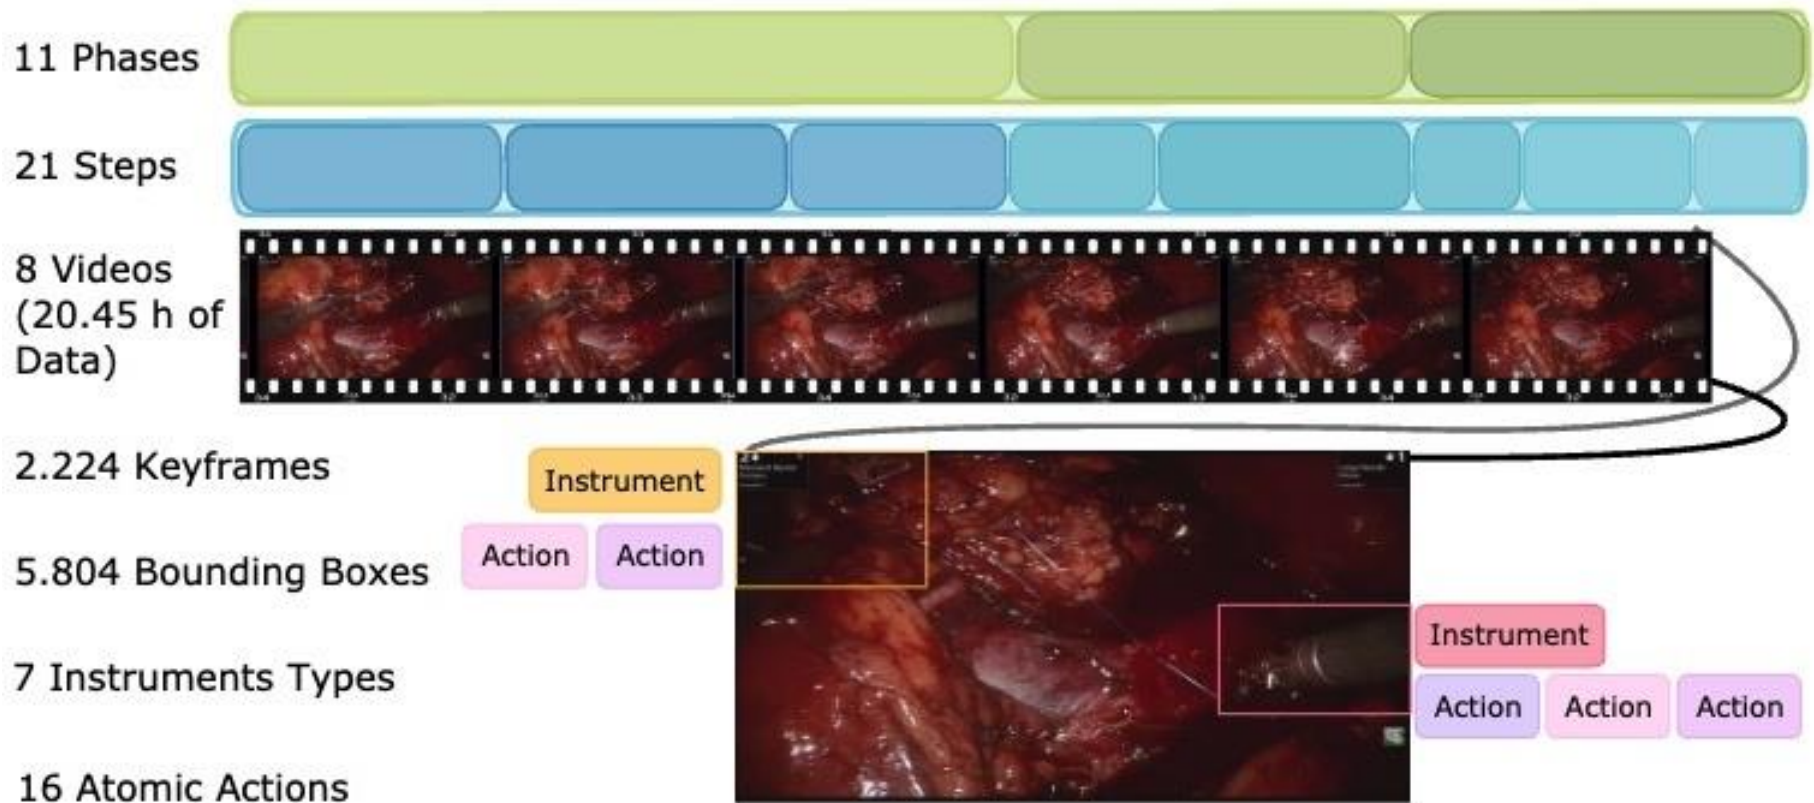 11 Phases
21 Steps
8 Videos
(20.45 h of
Data)
2.224 Keyframes
Instrument
5.804 Bounding Boxes
Action Action
Instrument
7 Instruments Types
Action Action Action
16 Atomic Actions